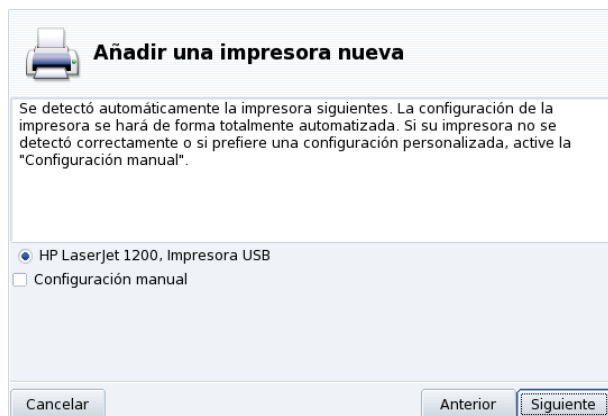 Añadir una impresora nueva
Se detectó automáticamente la impresora siguientes. La configuración de la
impresora se hará de forma totalmente automatizada. Si su impresora no se
detectó correctamente o si prefiere una configuración personalizada, active la
"Configuración manual".
HP LaserJet 1200, Impresora USB
Configuración manual
Cancelar
Anterior
Siguiente